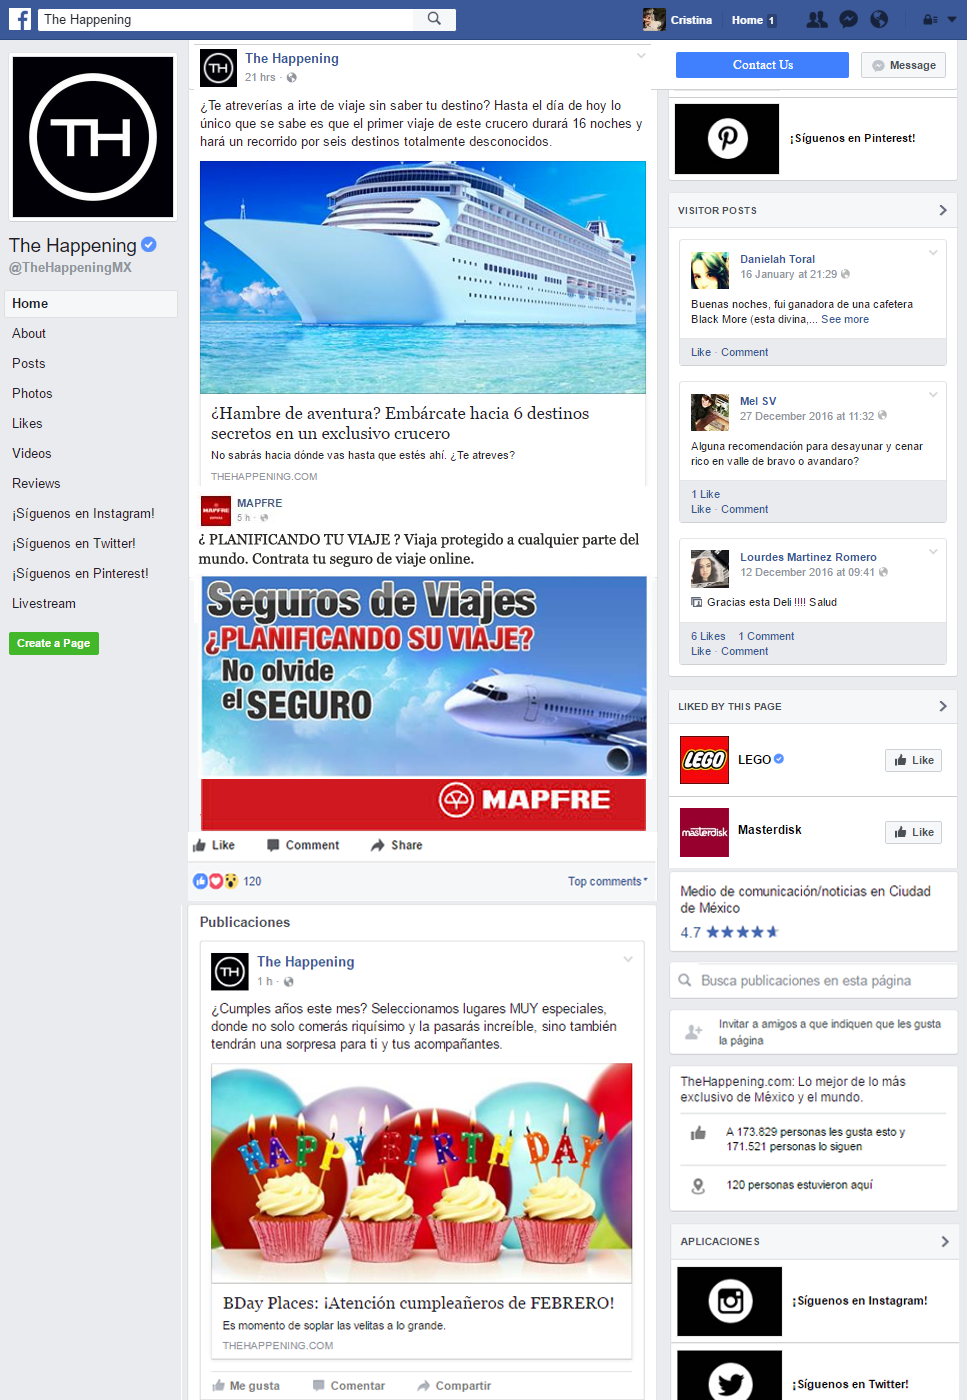 The Happening
Cristina
Home 1
TH
The Happening
@TheHappeningMX
Home
About
Posts
Photos
Likes
Videos
Reviews
¡Síguenos en Instagram!
¡Síguenos en Twitter!
¡Síguenos en Pinterest!
Livestream
Create a Page
TH
The Happening
21 hrs ·
¿Te atreverías a irte de viaje sin saber tu destino? Hasta el día de hoy lo
único que se sabe es que el primer viaje de este crucero durará 16 noches y
hará un recorrido por seis destinos totalmente desconocidos.
¿Hambre de aventura? Embárcate hacia 6 destinos
secretos en un exclusivo crucero
No sabrás hacia dónde vas hasta que estés ahí. ¿Te atreves?
THEHAPPENING.COM
MAPFRE
MAPFRE
5 h ·
¿ PLANIFICANDO TU VIAJE ? Viaja protegido a cualquier parte del
mundo. Contrata tu seguro de viaje online.
Seguros de Viajes
¿PLANIFICANDO SU VIAJE?
No olvide
el SEGURO
MAPFRE
Like Comment Share
120
Top comments
Publicaciones
TH
The Happening
1 h ·
¿Cumples años este mes? Seleccionamos lugares MUY especiales,
donde no solo comerás riquísimo y la pasarás increíble, sino también
tendrán una sorpresa para ti y tus acompañantes.
HAPPY BIRTHDAY
BDay Places: ¡Atención cumpleañeros de FEBRERO!
Es momento de soplar las velitas a lo grande.
THEHAPPENING.COM
Me gusta Comentar Compartir
Contact Us
Message
¡Síguenos en Pinterest!
VISITOR POSTS
Danielah Toral
16 January at 21:29
Buenas noches, fui ganadora de una cafetera
Black More (esta divina,... See more
Like · Comment
Mel SV
27 December 2016 at 11:32
Alguna recomendación para desayunar y cenar
rico en valle de bravo o avandaro?
1 Like
Like · Comment
Lourdes Martinez Romero
12 December 2016 at 09:41
Gracias esta Deli !!!! Salud
6 Likes 1 Comment
Like · Comment
LIKED BY THIS PAGE
LEGO
LEGO
Like
masterdisk
Masterdisk
Like
Medio de comunicación/noticias en Ciudad
de México
4.7
Busca publicaciones en esta página
Invitar a amigos a que indiquen que les gusta
la página
TheHappening.com: Lo mejor de lo más
exclusivo de México y el mundo.
A 173.829 personas les gusta esto y
171.521 personas lo siguen
120 personas estuvieron aquí
APLICACIONES
¡Síguenos en Instagram!
¡Síguenos en Twitter!